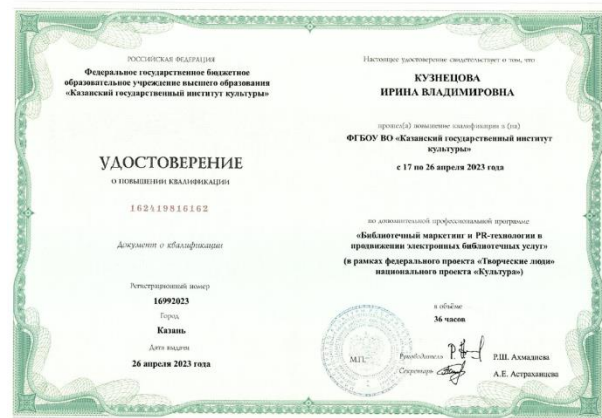 РОССИЙСКАЯ ФЕДЕРАЦИЯ
Федеральное государственное бюджетное
образовательное учреждение высшего образования
«Казанский государственный институт культуры»
УДОСТОВЕРЕНИЕ
О ПОВЫШЕНИИ КВАЛИФИКАЦИИ
162419816162
Документ о квалификации
Регистрационный номер
16992023
Город
Казань
Дата выдачи
26 апреля 2023 года
Настоящее удостоверение свидетельствует о том, что
КУЗНЕЦОВА
ИРИНА ВЛАДИМИРОВНА
прошел(а) повышение квалификации в (на)
ФГБОУ ВО «Казанский государственный институт
культуры»
с 17 по 26 апреля 2023 года
по дополнительной профессиональной программе
«Библиотечный маркетинг и PR-технологии в
продвижении электронных библиотечных услуг»
(в рамках федерального проекта «Творческие люди»
национального проекта «Культура»)
в объёме
36 часов
М.П.
Руководитель Р.Ш. Ахмадиева
Секретарь А.Е. Астраханцева